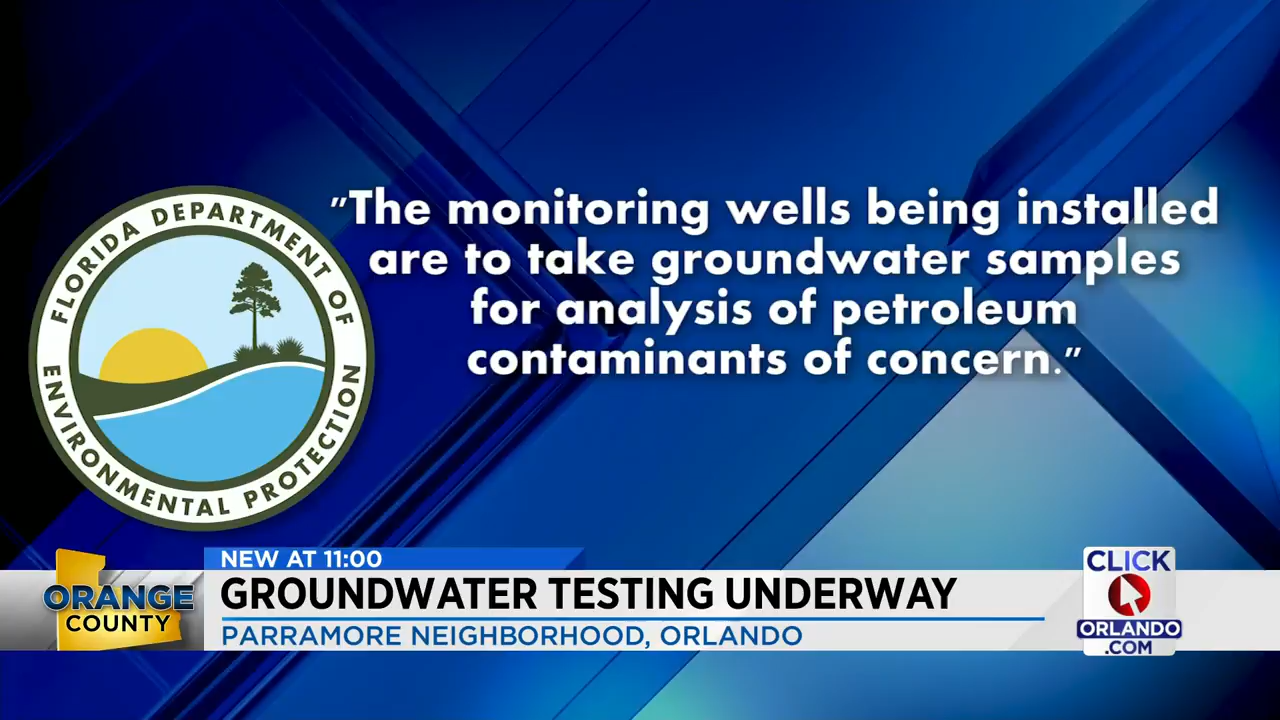 FLORIDA DEPARTMENT OF
ENVIRONMENTAL PROTECTION
"The monitoring wells being installed
are to take groundwater samples
for analysis of petroleum
contaminants of concern."
NEW AT 11:00
ORANGE
COUNTY
GROUNDWATER TESTING UNDERWAY
PARRAMORE NEIGHBORHOOD, ORLANDO
CLICK
ORLANDO
.COM